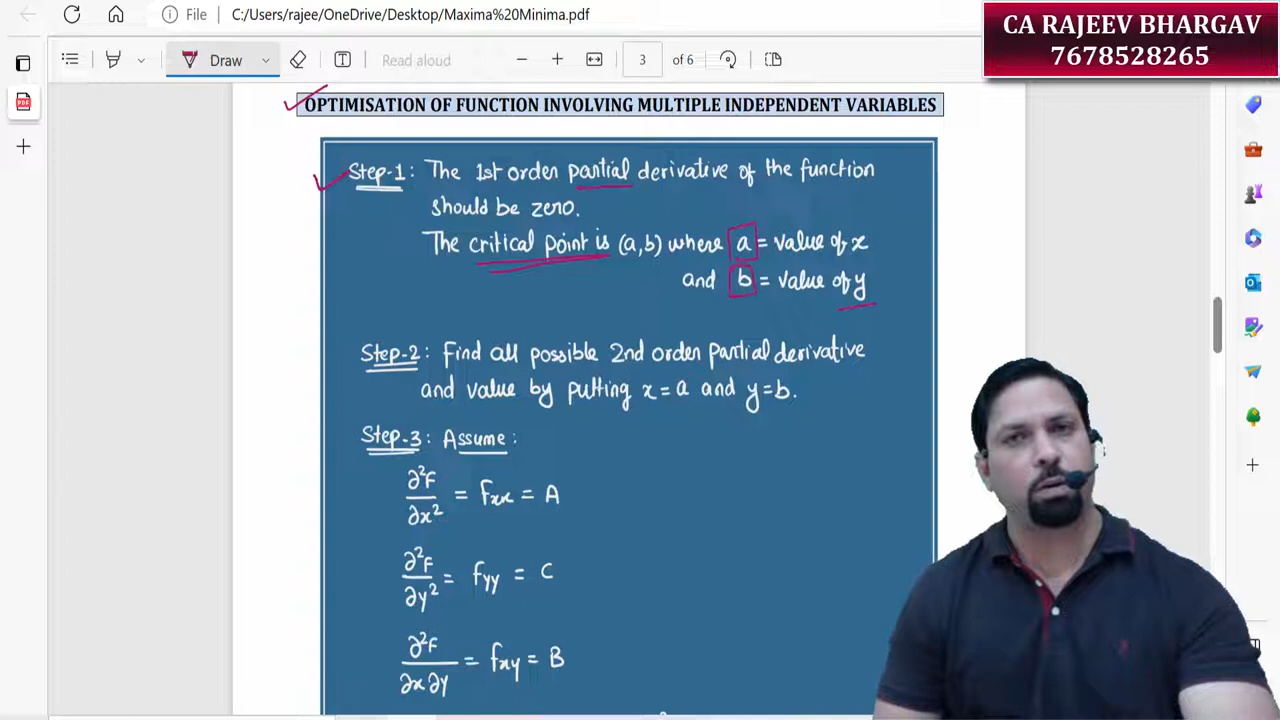 File
C:/Users/rajee/OneDrive/Desktop/Maxima%20Minima.pdf
CA RAJEEV BHARGAV
7678528265
Draw
Read aloud
3
of 6
OPTIMISATION OF FUNCTION INVOLVING MULTIPLE INDEPENDENT VARIABLES
Step-1: The 1st order partial derivative of the function
should be zero.
The critical point is (a,b) where a = value of x
and b = value of y
Step-2: Find all possible 2nd order partial derivative
and value by putting x=a and y=b.
Step-3: Assume:
∂²F/∂x² = fxx = A
∂²F/∂y² = fyy = C
∂²F/∂x∂y = fxy = B